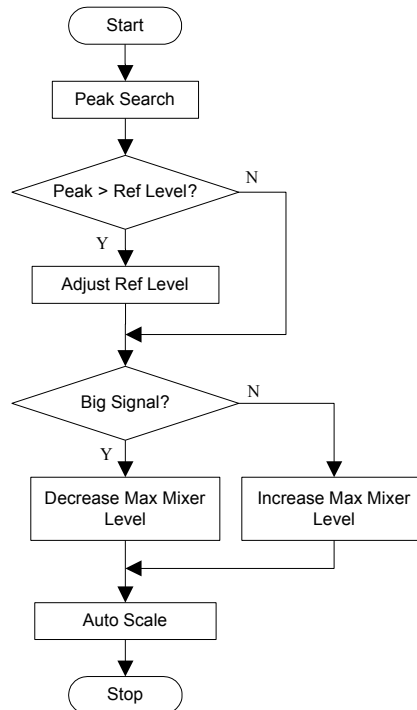 Start
Peak Search
Peak > Ref Level?
N
Y
Adjust Ref Level
Big Signal?
N
Y
Decrease Max Mixer
Level
Increase Max Mixer
Level
Auto Scale
Stop